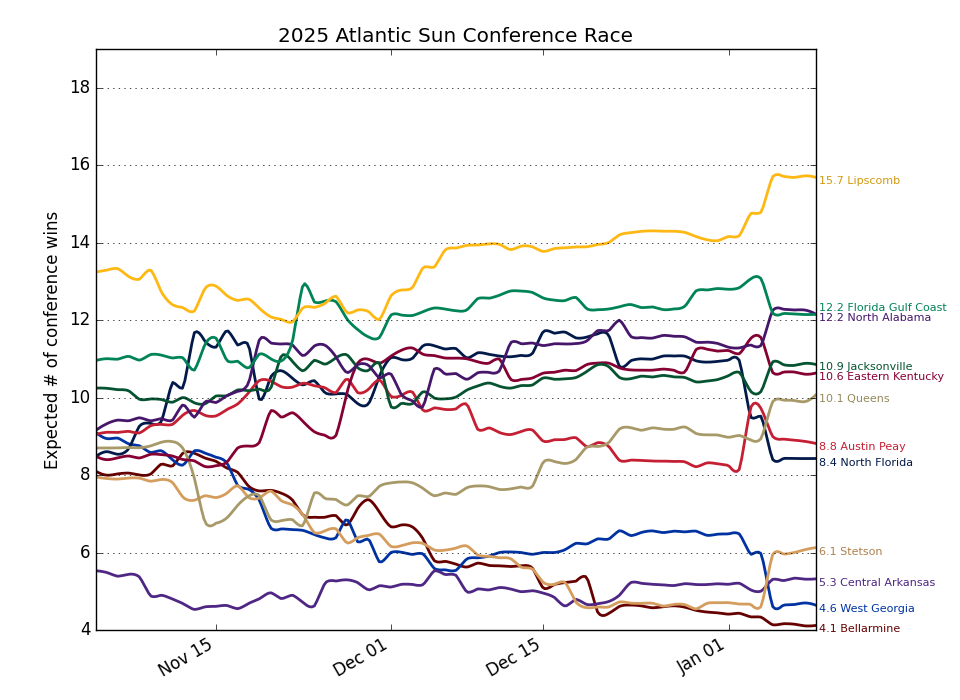 2025 Atlantic Sun Conference Race
Expected # of conference wins
18
16
14
12
10
8
6
4
Nov 15
Dec 01
Dec 15
Jan 01
15.7 Lipscomb
12.2 Florida Gulf Coast
12.2 North Alabama
10.9 Jacksonville
10.6 Eastern Kentucky
10.1 Queens
8.8 Austin Peay
8.4 North Florida
6.1 Stetson
5.3 Central Arkansas
4.6 West Georgia
4.1 Bellarmine